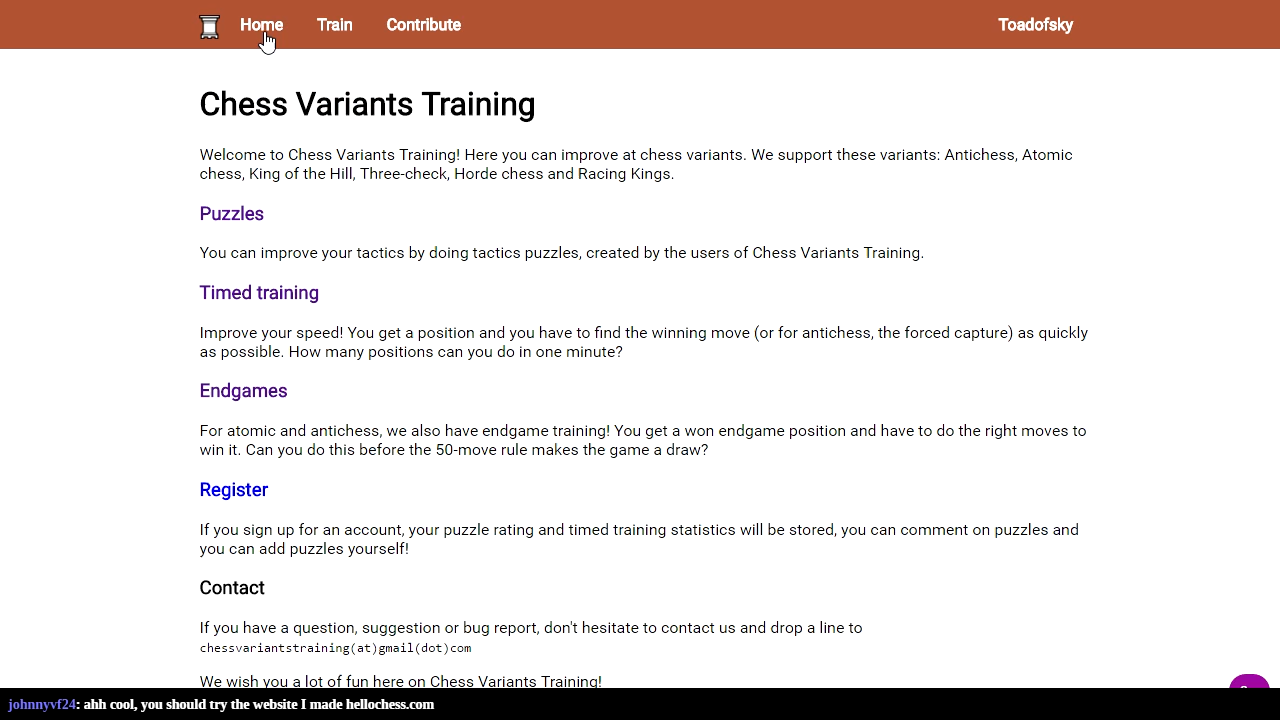 Home Train Contribute Toadofsky
Chess Variants Training
Welcome to Chess Variants Training! Here you can improve at chess variants. We support these variants: Antichess, Atomic
chess, King of the Hill, Three-check, Horde chess and Racing Kings.
Puzzles
You can improve your tactics by doing tactics puzzles, created by the users of Chess Variants Training.
Timed training
Improve your speed! You get a position and you have to find the winning move (or for antichess, the forced capture) as quickly
as possible. How many positions can you do in one minute?
Endgames
For atomic and antichess, we also have endgame training! You get a won endgame position and have to do the right moves to
win it. Can you do this before the 50-move rule makes the game a draw?
Register
If you sign up for an account, your puzzle rating and timed training statistics will be stored, you can comment on puzzles and
you can add puzzles yourself!
Contact
If you have a question, suggestion or bug report, don't hesitate to contact us and drop a line to
chessvariantstraining(at)gmail(dot)com
We wish you a lot of fun here on Chess Variants Training!
johnnyvf24: ahh cool, you should try the website I made hellochess.com